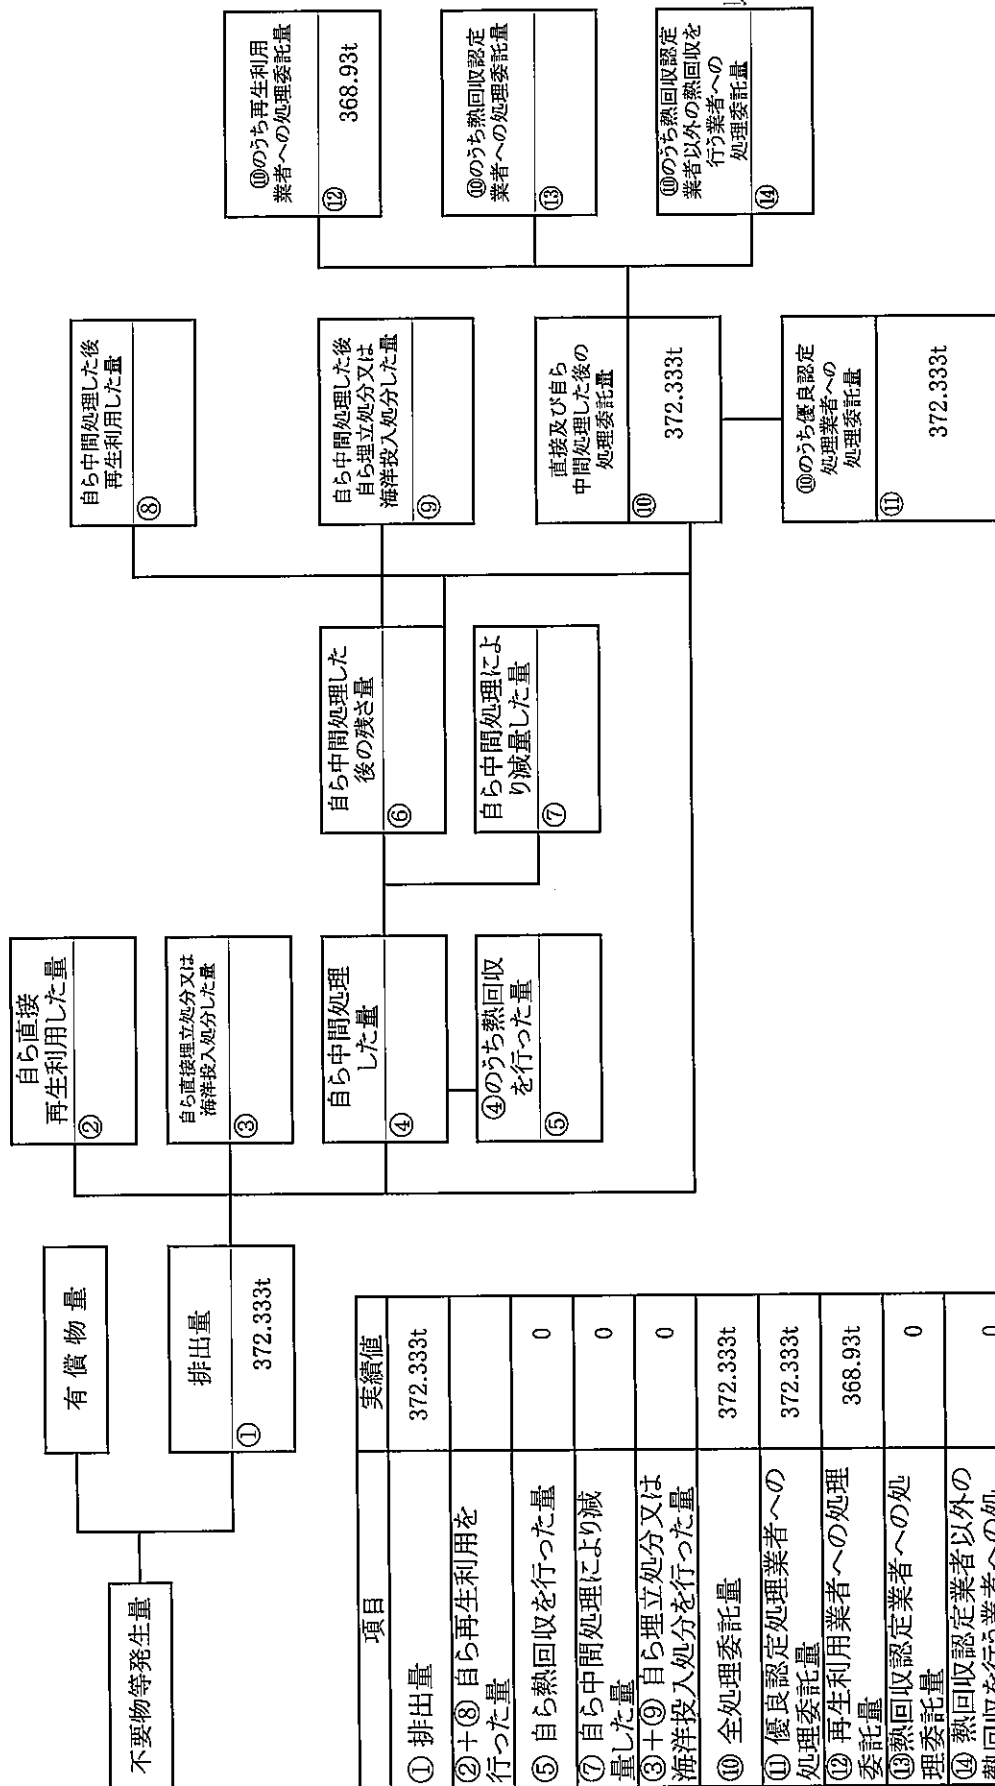 不要物等発生量
有償物量
排出量
①
372.333t
自ら直接
再生利用した量
②
自ら直接埋立処分又は
海洋投入処分した量
③
自ら中間処理
した量
④
④のうち熱回収
を行った量
⑤
自ら中間処理した
後の残さ量
⑥
自ら中間処理によ
り減量した量
⑦
自ら中間処理した後
再生利用した量
⑧
自ら中間処理した後
自ら埋立処分又は
海洋投入処分した量
⑨
直接及び自ら
中間処理した後の
処理委託量
⑩
372.333t
⑩のうち優良認定
処理業者への
処理委託量
⑪
372.333t
⑩のうち再生利用
業者への処理委託量
⑫
368.93t
⑩のうち熱回収認定
業者への処理委託量
⑬
⑩のうち熱回収認定
業者以外の熱回収を
行う業者への
処理委託量
⑭
項目 実績値
① 排出量 372.333t
②+⑧ 自ら再生利用を
行った量
⑤ 自ら熱回収を行った量 0
⑦ 自ら中間処理により減
量した量 0
③+⑨ 自ら埋立処分又は
海洋投入処分を行った量 0
⑩ 全処理委託量 372.333t
⑪ 優良認定処理業者への
処理委託量 372.333t
⑫ 再生利用業者への処理
委託量 368.93t
⑬熱回収認定業者への処
理委託量 0
⑭ 熱回収認定業者以外の
熱回収を行う業者への処 0